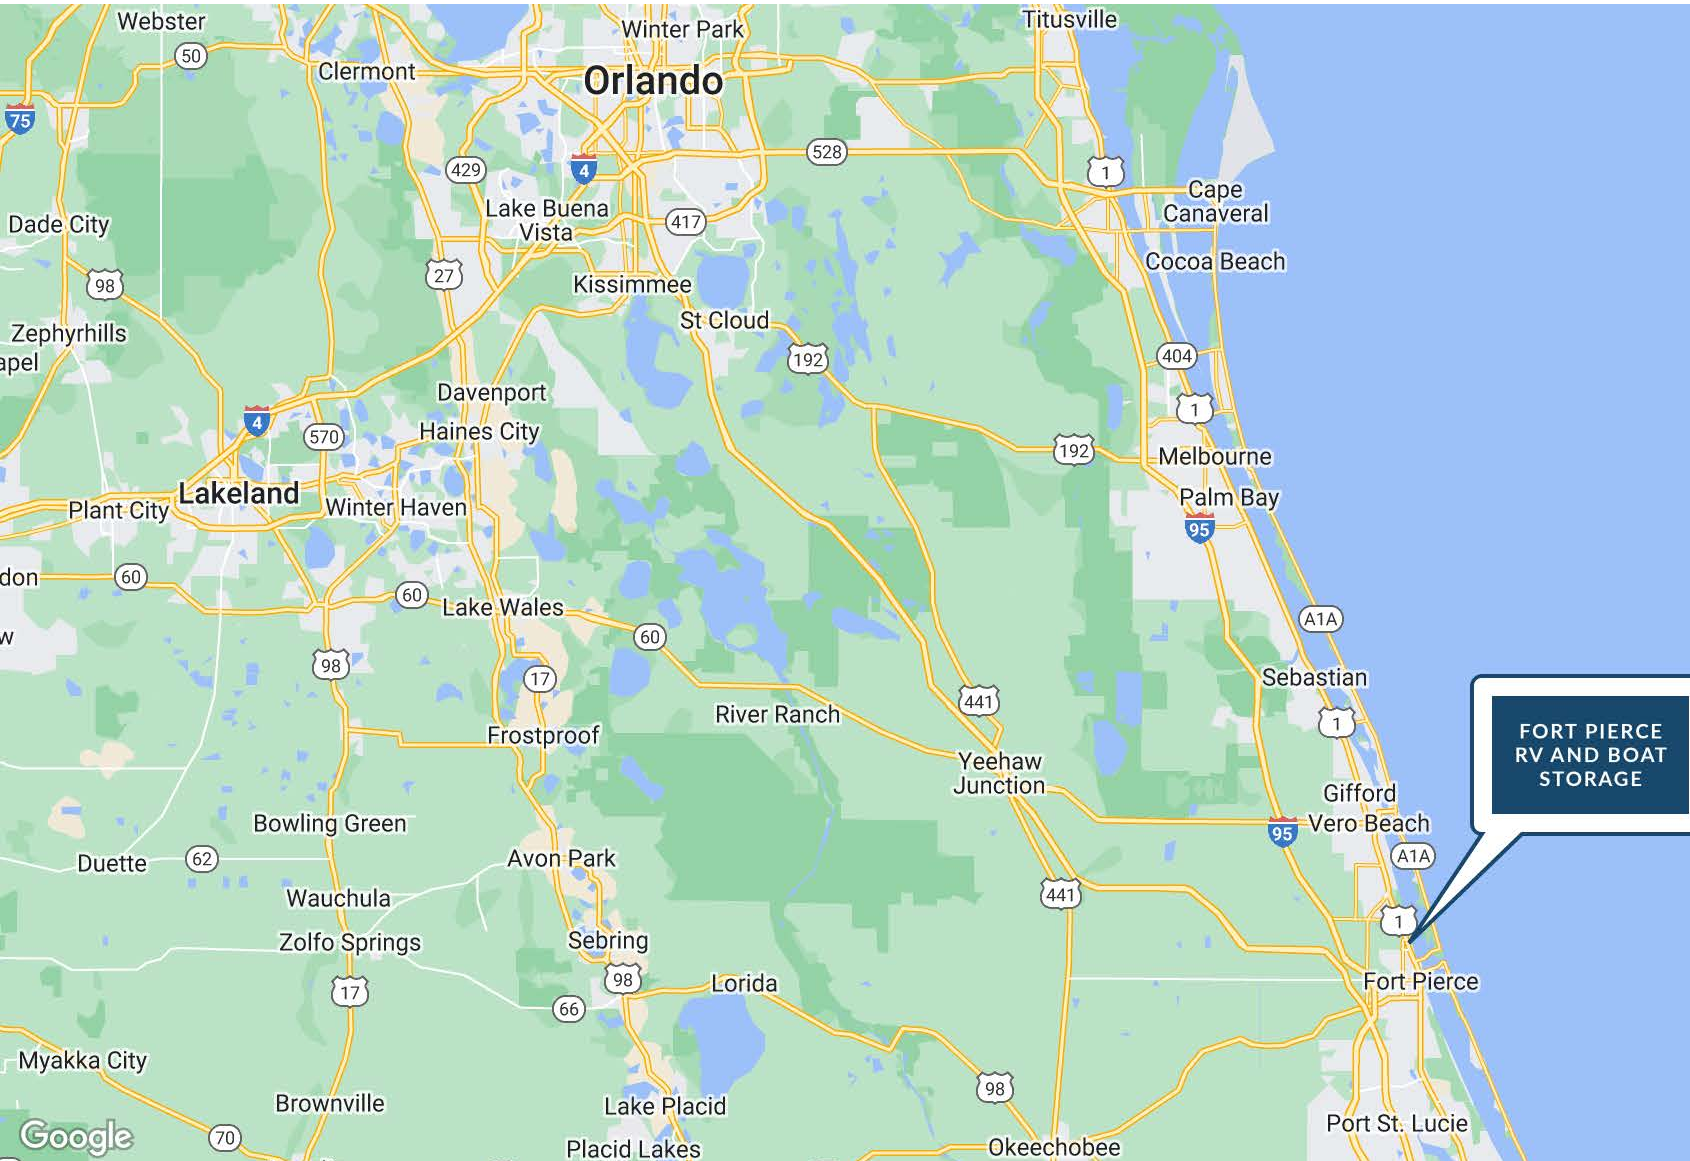 Webster
Winter Park
Titusville
50
Clermont
Orlando
75
528
429
4
1
Cape
Canaveral
Lake Buena
Vista
417
Dade City
98
27
Kissimmee
Cocoa Beach
Zephyrhills
St Cloud
apel
192
404
Davenport
4
1
Haines City
570
192
Melbourne
Lakeland
Plant City
Winter Haven
Palm Bay
95
don
60
60
Lake Wales
A1A
w
60
98
17
Sebastian
441
River Ranch
1
Frostproof
FORT PIERCE
RV AND BOAT
STORAGE
Yeehaw
Junction
Gifford
Bowling Green
95
Vero Beach
Duette
62
Avon Park
A1A
Wauchula
441
1
Zolfo Springs
Sebring
98
Lorida
Fort Pierce
17
66
Myakka City
98
Brownville
Lake Placid
Port St. Lucie
Google
70
Placid Lakes
Okeechobee